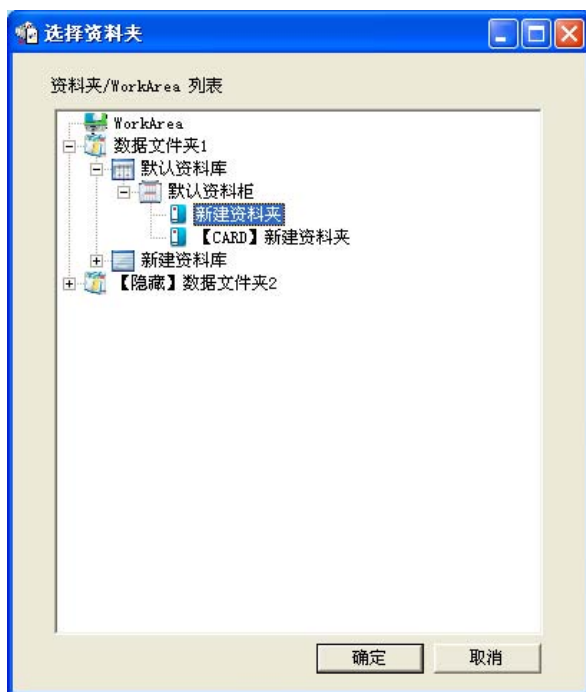 选择资料夹
资料夹/WorkArea 列表
WorkArea
数据文件夹1
默认资料库
默认资料柜
新建资料夹
【CARD】新建资料夹
新建资料库
【隐藏】数据文件夹2
确定
取消